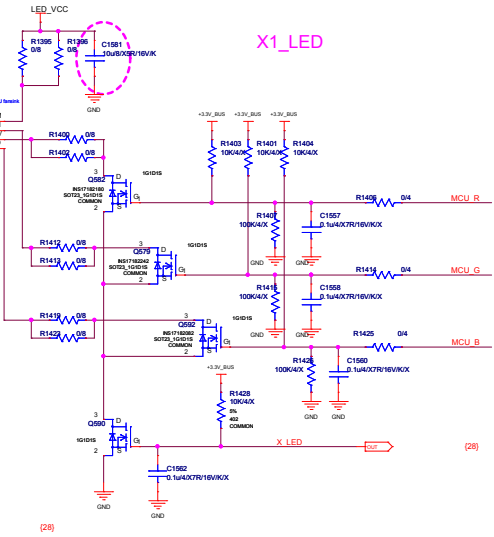 LED_VCC
R1395
0/8
R1396
0/8
C1581
10u/8/X5R/16V/K
X1_LED
GND
+3.3V_BUS
+3.3V_BUS
+3.3V_BUS
R1400
0/8
R1402
0/8
R1403
10K/4/X
R1401
10K/4/X
R1404
10K/4/X
3
D
1G1D1S
Q582
INS17182180
SOT23_1G1D1S
COMMON
G
S
2
R1406
0/4
MCU_R
R1407
100K/4/X
C1557
0.1u/4/X7R/16V/K/X
GND
GND
R1412
0/8
R1413
0/8
3
D
1G1D1S
Q579
INS17182242
SOT23_1G1D1S
COMMON
G
S
2
R1414
0/4
MCU_G
R1415
100K/4/X
C1558
0.1u/4/X7R/16V/K/X
GND
GND
R1419
0/8
R1423
0/8
3
D
1G1D1S
Q592
INS17182082
SOT23_1G1D1S
COMMON
G
S
2
R1425
0/4
MCU_B
R1426
100K/4/X
C1560
0.1u/4/X7R/16V/K/X
GND
GND
+3.3V_BUS
R1428
10K/4/X
5%
402
COMMON
3
D
Q590
1G1D1S
G
S
2
X_LED
OUT
{28}
C1562
0.1u/4/X7R/16V/K/X
GND
GND
{28}